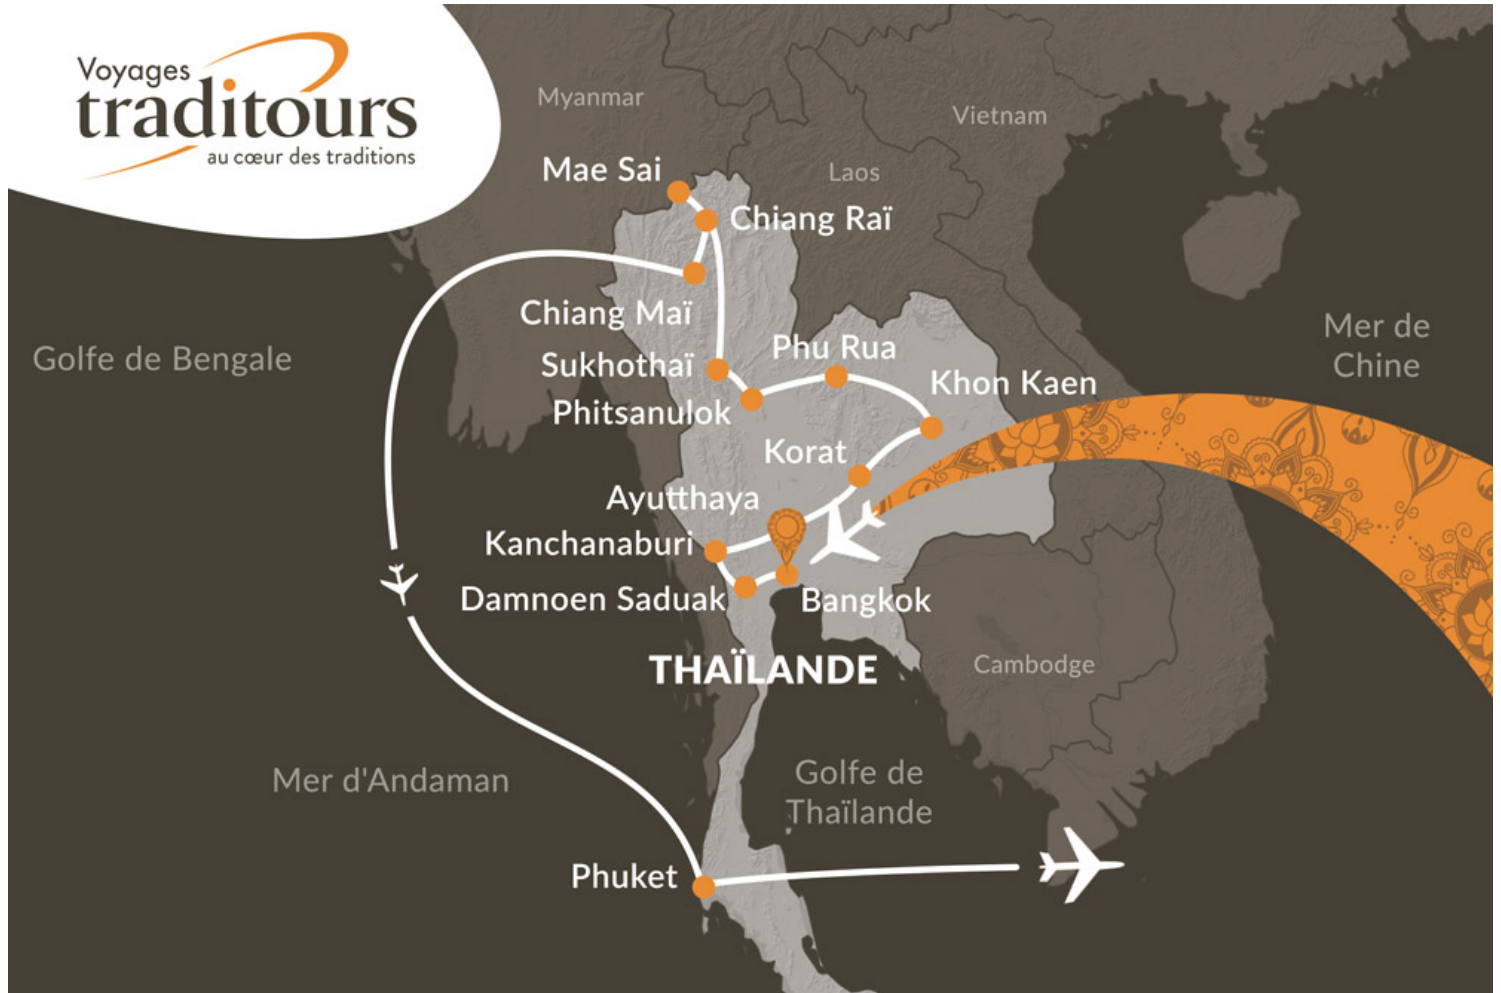 Voyages
traditours
au cœur des traditions
Myanmar
Vietnam
Laos
Mae Sai
Chiang Raï
Chiang Maï
Golfe de Bengale
Mer de
Chine
Sukhothaï
Phu Rua
Khon Kaen
Phitsanulok
Korat
Ayutthaya
Kanchanaburi
Damnoen Saduak
Bangkok
THAÏLANDE
Cambodge
Mer d'Andaman
Golfe de
Thaïlande
Phuket